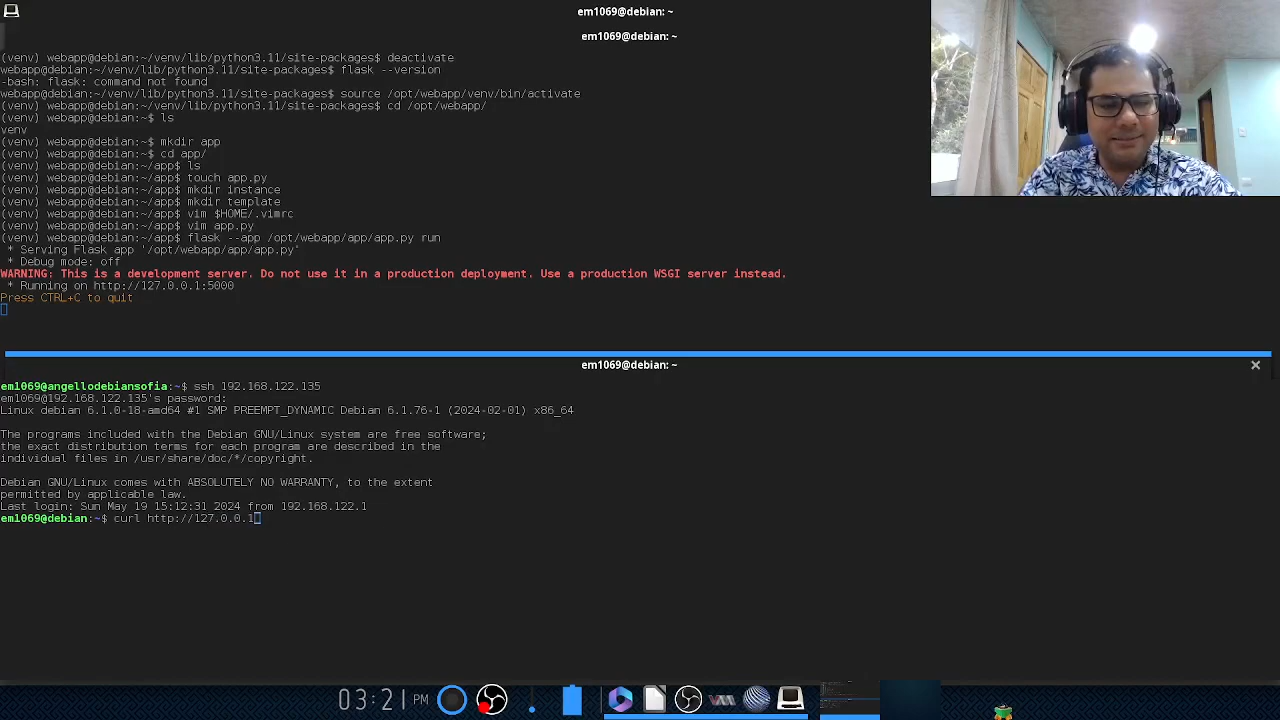 em1069@debian: ~
em1069@debian: ~
(venv) webapp@debian:~/venv/lib/python3.11/site-packages$ deactivate
webapp@debian:~/venv/lib/python3.11/site-packages$ flask --version
-bash: flask: command not found
webapp@debian:~/venv/lib/python3.11/site-packages$ source /opt/webapp/venv/bin/activate
(venv) webapp@debian:~/venv/lib/python3.11/site-packages$ cd /opt/webapp/
(venv) webapp@debian:~$ ls
venv
(venv) webapp@debian:~$ mkdir app
(venv) webapp@debian:~$ cd app/
(venv) webapp@debian:~/app$ ls
(venv) webapp@debian:~/app$ touch app.py
(venv) webapp@debian:~/app$ mkdir instance
(venv) webapp@debian:~/app$ mkdir template
(venv) webapp@debian:~/app$ vim $HOME/.vimrc
(venv) webapp@debian:~/app$ vim app.py
(venv) webapp@debian:~/app$ flask --app /opt/webapp/app/app.py run
* Serving Flask app '/opt/webapp/app/app.py'
* Debug mode: off
WARNING: This is a development server. Do not use it in a production deployment. Use a production WSGI server instead.
* Running on http://127.0.0.1:5000
Press CTRL+C to quit
em1069@debian: ~
em1069@angellodebiansofia:~$ ssh 192.168.122.135
em1069@192.168.122.135's password:
Linux debian 6.1.0-18-amd64 #1 SMP PREEMPT_DYNAMIC Debian 6.1.76-1 (2024-02-01) x86_64
The programs included with the Debian GNU/Linux system are free software;
the exact distribution terms for each program are described in the
individual files in /usr/share/doc/*/copyright.
Debian GNU/Linux comes with ABSOLUTELY NO WARRANTY, to the extent
permitted by applicable law.
Last login: Sun May 19 15:12:31 2024 from 192.168.122.1
em1069@debian:~$ curl http://127.0.0.1
03:21 PM